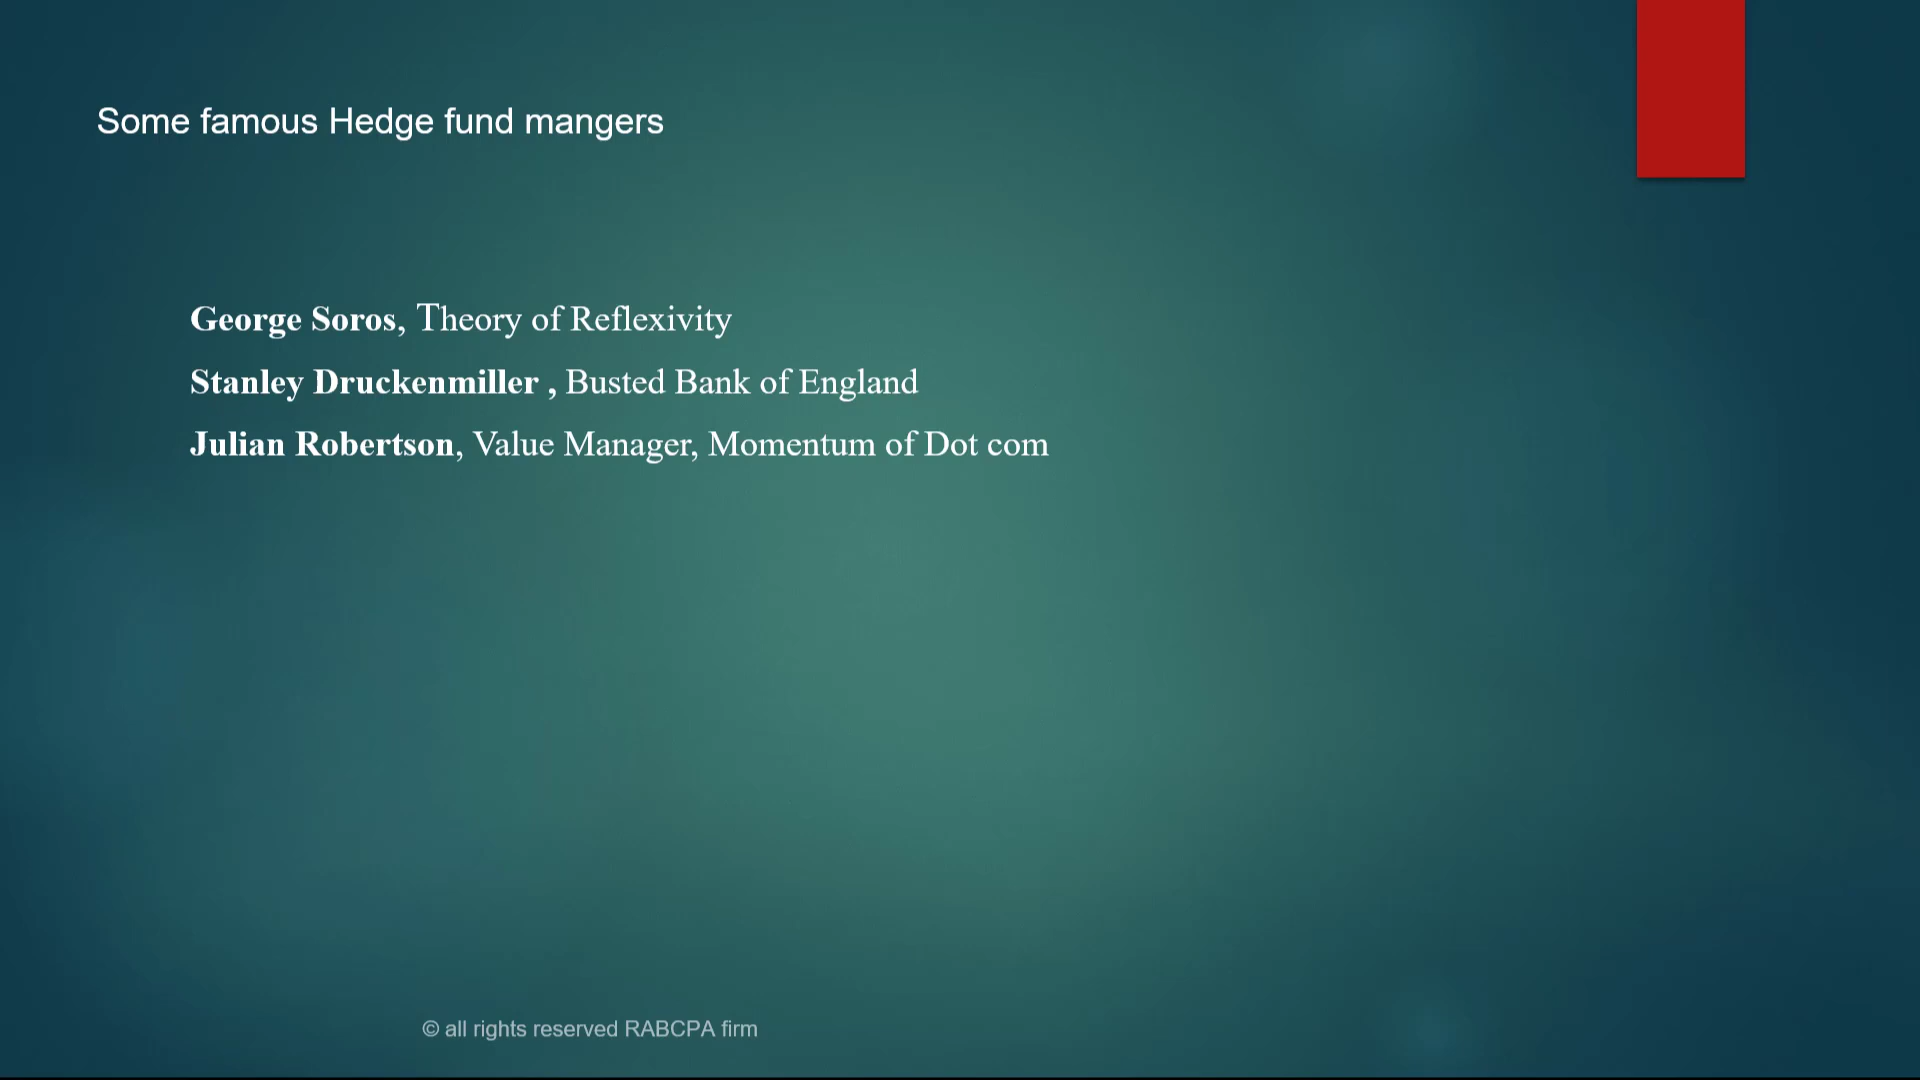 Some famous Hedge fund mangers
George Soros, Theory of Reflexivity
Stanley Druckenmiller , Busted Bank of England
Julian Robertson, Value Manager, Momentum of Dot com
© all rights reserved RABCPA firm